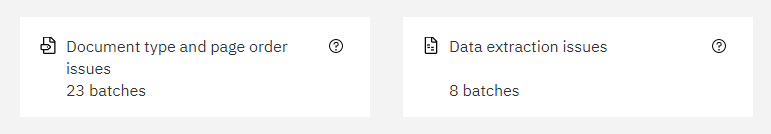 Document type and page order
issues
23 batches
Data extraction issues
8 batches